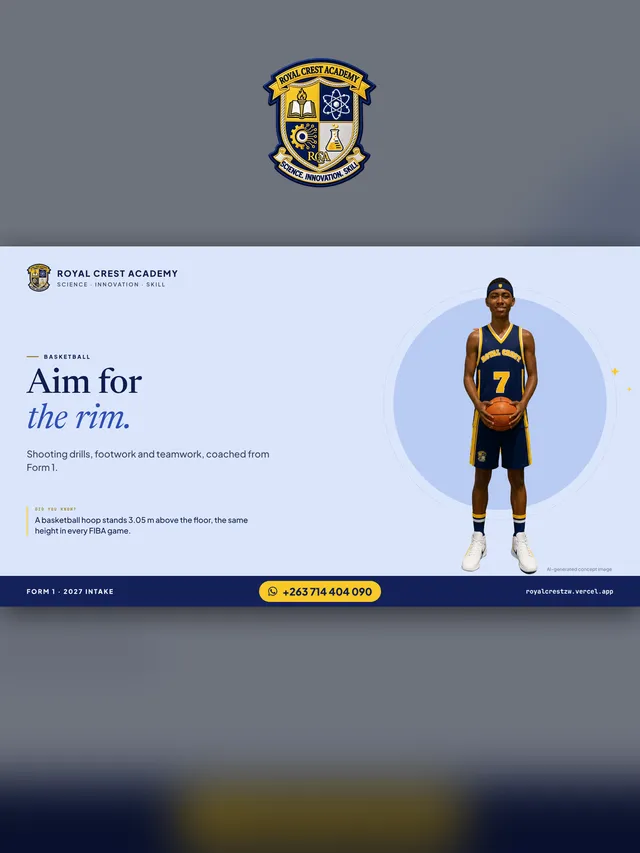 ROYAL CREST ACADEMY
RCA
SCIENCE. INNOVATION. SKILL
ROYAL CREST ACADEMY
SCIENCE · INNOVATION · SKILL
BASKETBALL
Aim for
the rim.
Shooting drills, footwork and teamwork, coached from
Form 1.
DID YOU KNOW?
A basketball hoop stands 3.05 m above the floor, the same
height in every FIBA game.
ROYAL CREST
7
AI-generated concept image
FORM 1 · 2027 INTAKE
+263 714 404 090
royalcrestzw.vercel.app